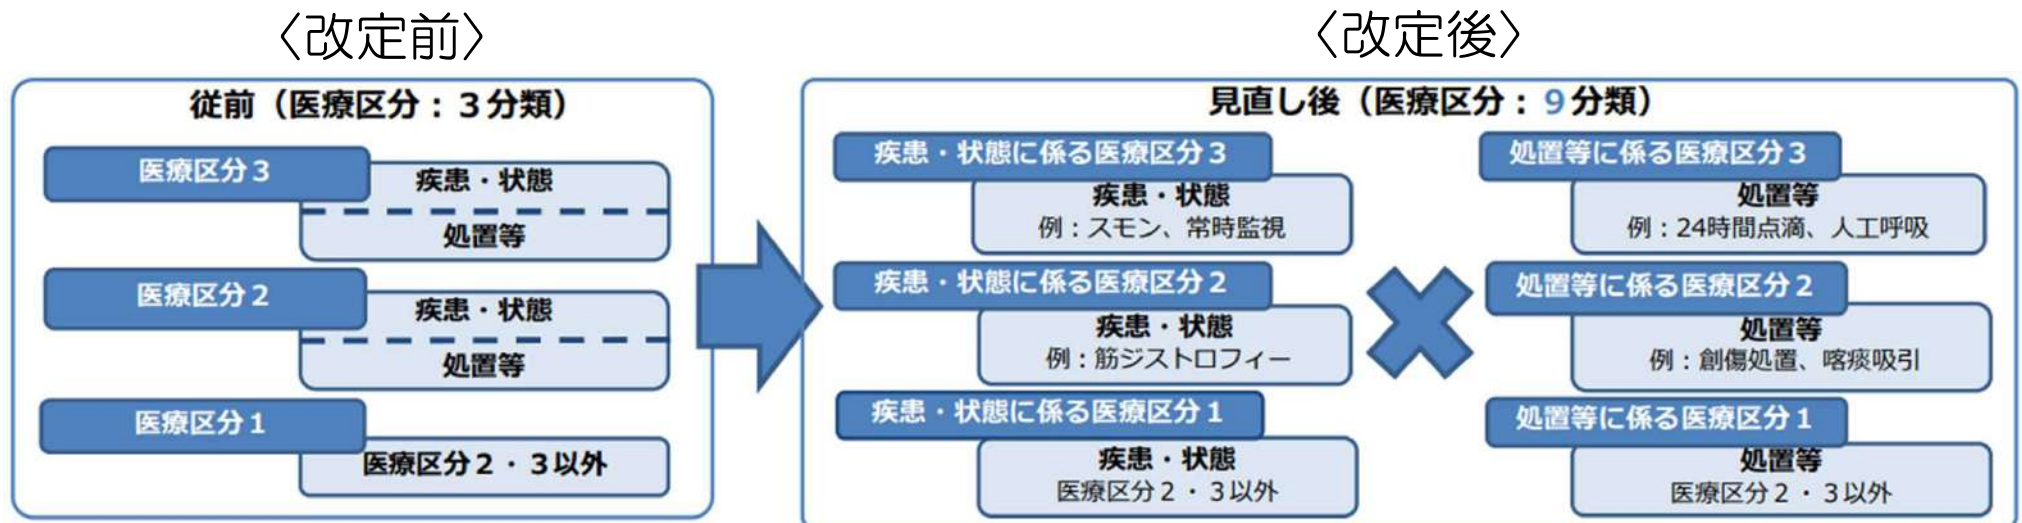 〈改定前〉
従前（医療区分：３分類）
医療区分３
疾患・状態
処置等
医療区分２
疾患・状態
処置等
医療区分１
医療区分２・３以外
〈改定後〉
見直し後（医療区分：９分類）
疾患・状態に係る医療区分３
疾患・状態
例：スモン、常時監視
疾患・状態に係る医療区分２
疾患・状態
例：筋ジストロフィー
疾患・状態に係る医療区分１
疾患・状態
医療区分２・３以外
処置等に係る医療区分３
処置等
例：24時間点滴、人工呼吸
処置等に係る医療区分２
処置等
例：創傷処置、喀痰吸引
処置等に係る医療区分１
処置等
医療区分２・３以外